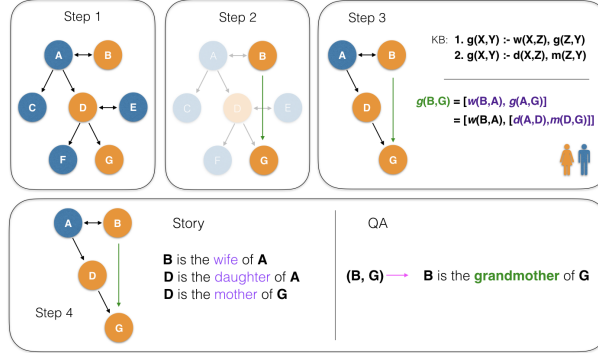 Step 1
A
B
C
D
E
F
G
Step 2
A
B
C
D
E
F
G
Step 3
A
B
D
G
KB: 1. g(X,Y) :- w(X,Z), g(Z,Y)
2. g(X,Y) :- d(X,Z), m(Z,Y)
g(B,G) = [w(B,A), g(A,G)]
= [w(B,A), [d(A,D),m(D,G)]]
A
B
D
G
Step 4
Story
B is the wife of A
D is the daughter of A
D is the mother of G
QA
(B, G) B is the grandmother of G